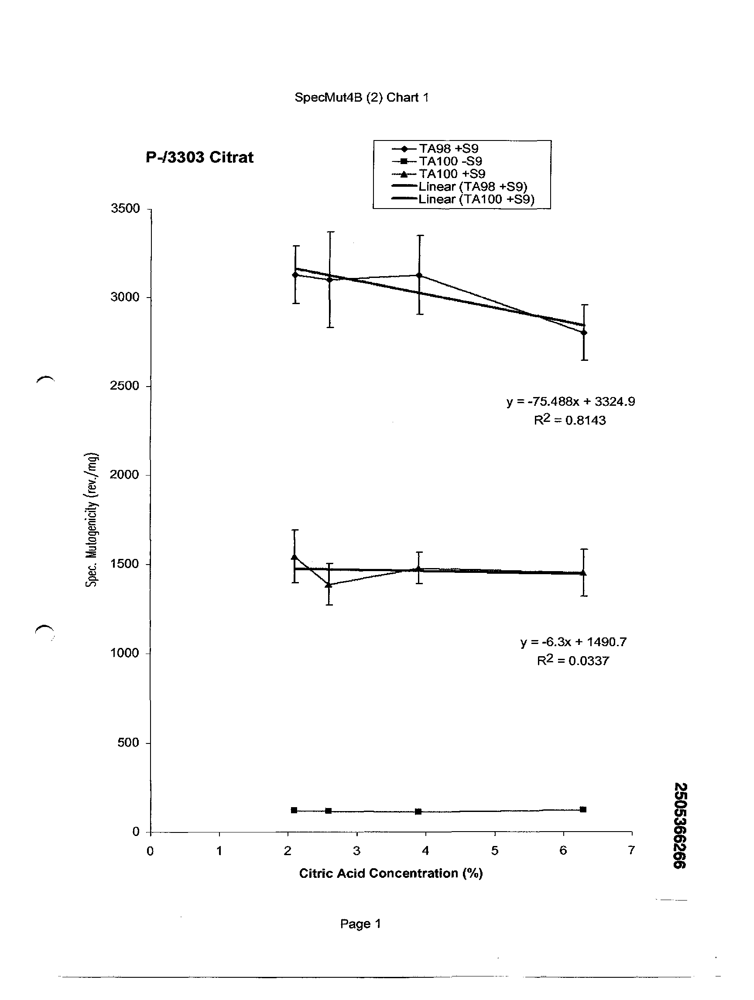 SpecMut4B (2) Chart 1
P-/3303 Citrat
TA98 +S9
TA100 -S9
TA100 +S9
Linear (TA98 +S9)
Linear (TA100 +S9)
3500
3000
2500
2000
1500
1000
500
0
Spec. Mutogenicity (rev./mg)
y = -75.488x + 3324.9
R2 = 0.8143
y = -6.3x + 1490.7
R2 = 0.0337
0 1 2 3 4 5 6 7
Citric Acid Concentration (%)
2505366266
Page 1